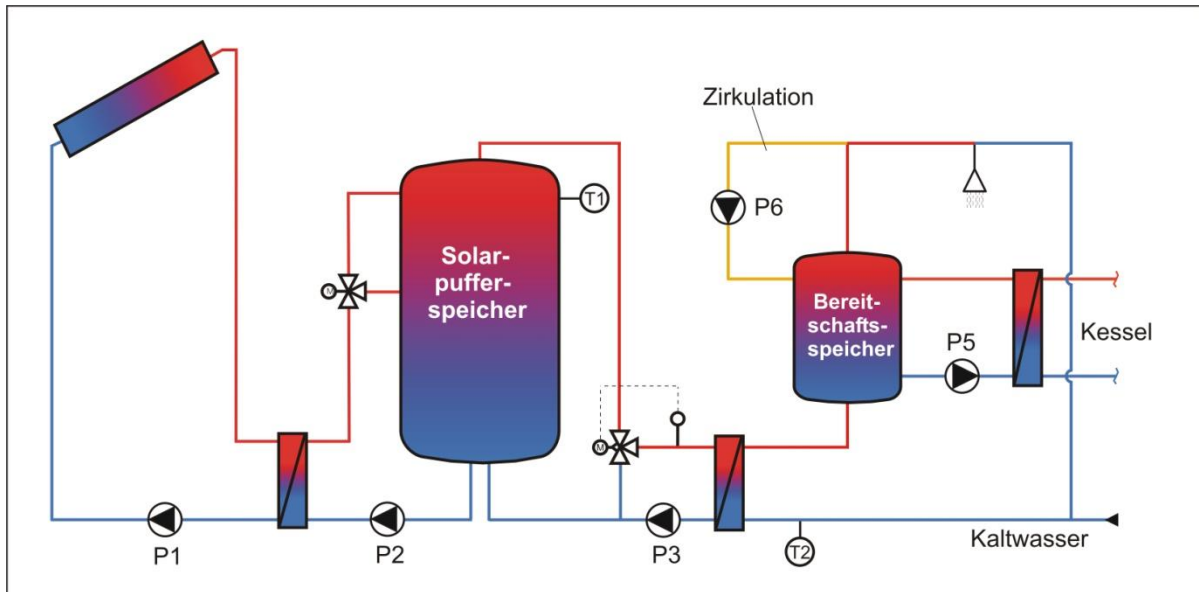 Zirkulation
P6
T1
Solar-
puffer-
speicher
M
Bereit-
schafts-
speicher
P5
Kessel
M
P1
P2
P3
T2
Kaltwasser